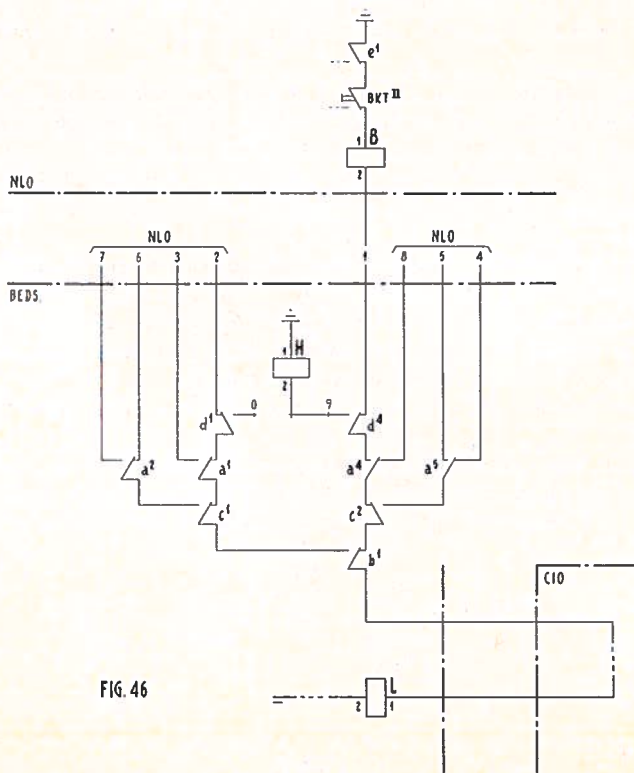 e¹
BKT III
1 B
2
NLO
NLO
NLO
7 6 3 2 1 8 5 4
BEDS.
1 H
2
0
9
d¹
d⁴
a²
a¹
a⁴
a⁵
c¹
c²
b¹
C10
FIG. 46
L
2 1